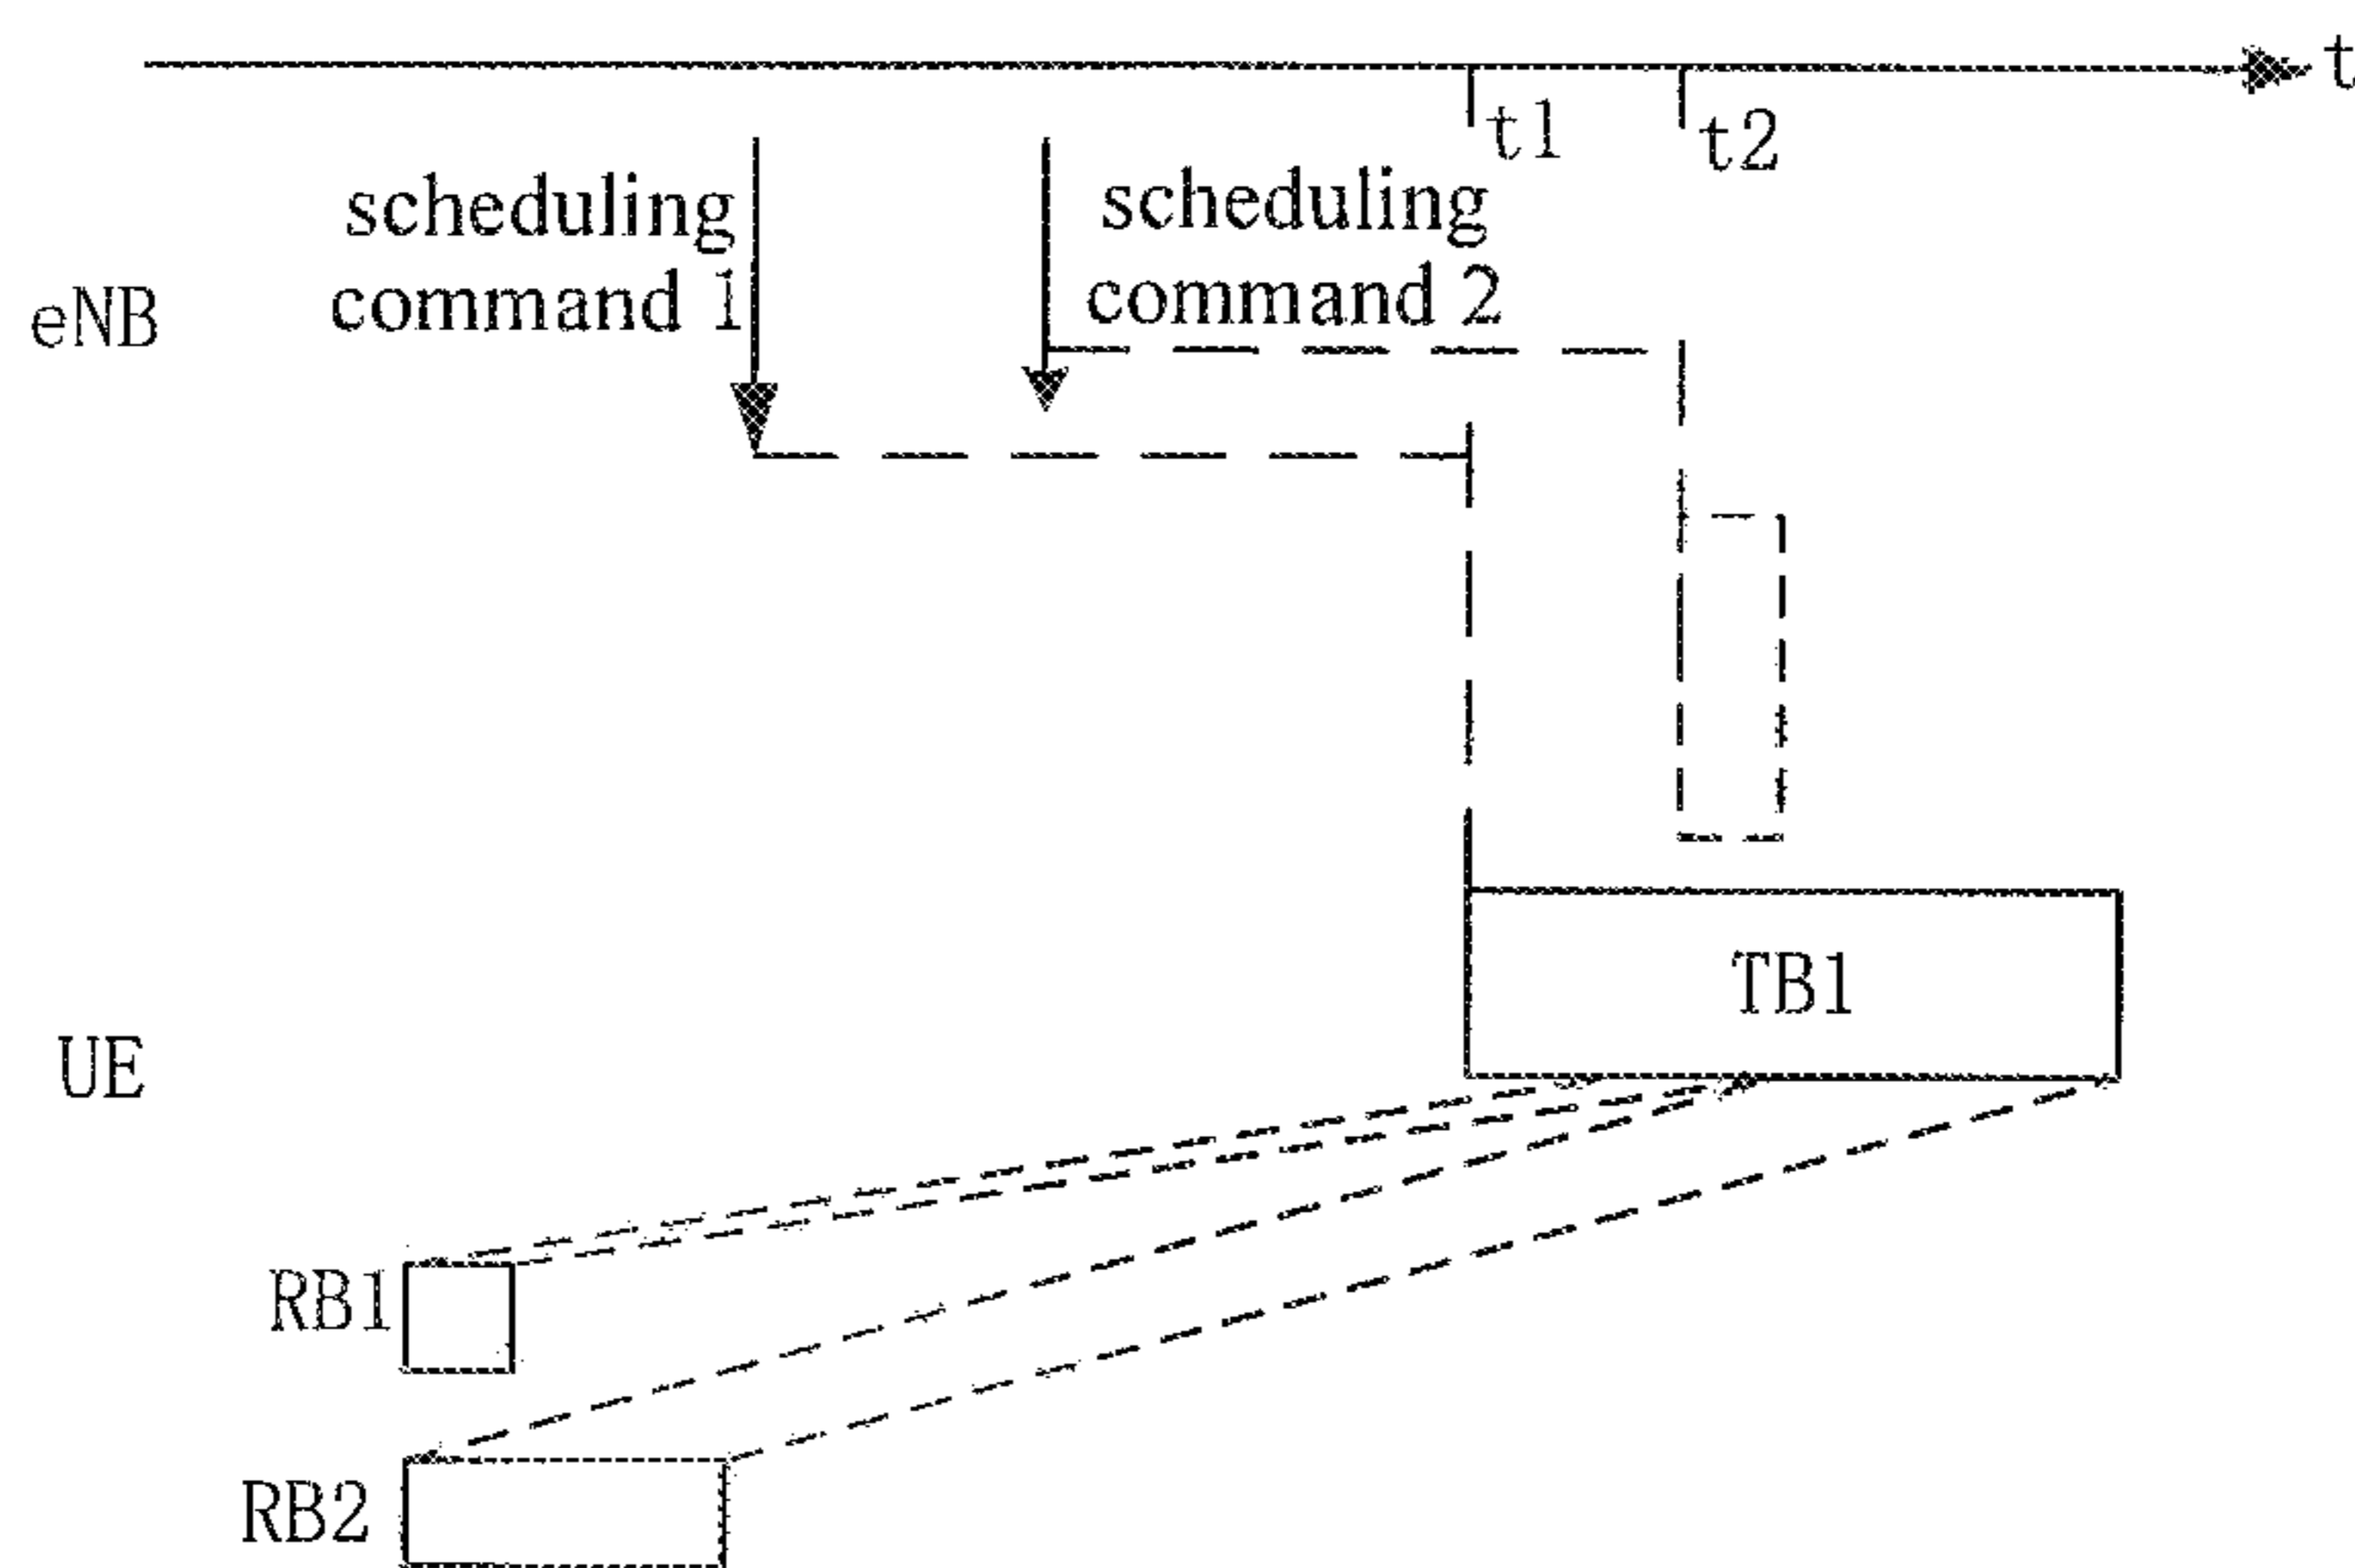 t
t1
t2
scheduling
command 1
scheduling
command 2
eNB
TB1
UE
RB1
RB2